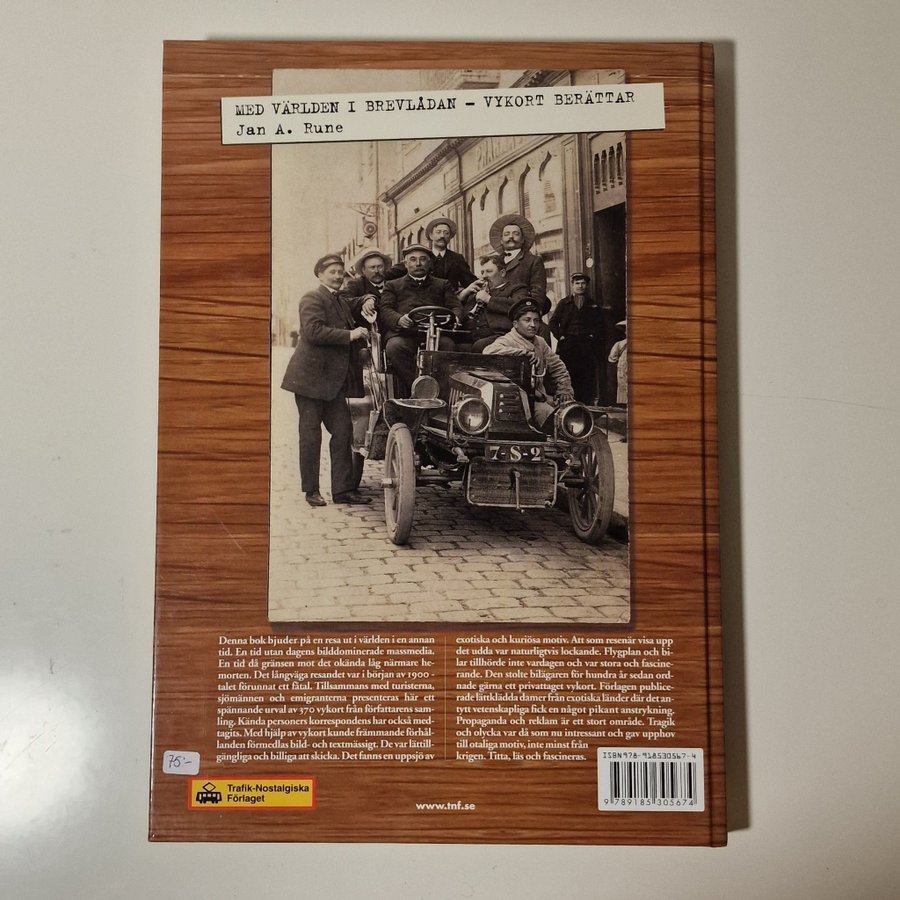 MED VÄRLDEN I BREVLÅDAN – VYKORT BERÄTTAR
Jan A. Rune
7-S-2
Denna bok bjuder på en resa ut i världen i en annan
tid. En tid utan dagens bilddominerade massmedia.
En tid då gränsen mot det okända låg närmare he-
morten. Det långväga resandet var i början av 1900 -
talet förunnat ett fåtal. Tillsammans med turisterna,
sjömännen och emigranterna presenteras här ett
spännande urval av 370 vykort från författarens sam-
ling. Kända personers korrespondens har också med-
tagits. Med hjälp av vykort kunde främmande förhål-
landen förmedlas bild- och textmässigt. De var lättill-
gängliga och billiga att skicka. Det fanns en uppsjö av
exotiska och kuriösa motiv. Att som resenär visa upp
det udda var naturligtvis lockande. Flygplan och bi-
lar tillhörde inte vardagen och var stora och fascine-
rande. Den stolte bilägaren för hundra år sedan ord-
nade gärna ett privattaget vykort. Förlagen publice-
rade lättklädda damer från exotiska länder där det an-
tytt vetenskapliga fick en något pikant anstrykning.
Propaganda och reklam är ett stort område. Tragik
och olycka var då som nu intressant och gav upphov
till otaliga motiv, inte minst från
krigen. Titta, läs och fascineras.
75:-
Trafik-Nostalgiska
Förlaget
www.tnf.se
ISBN 978-9185305674
9 789185 305674